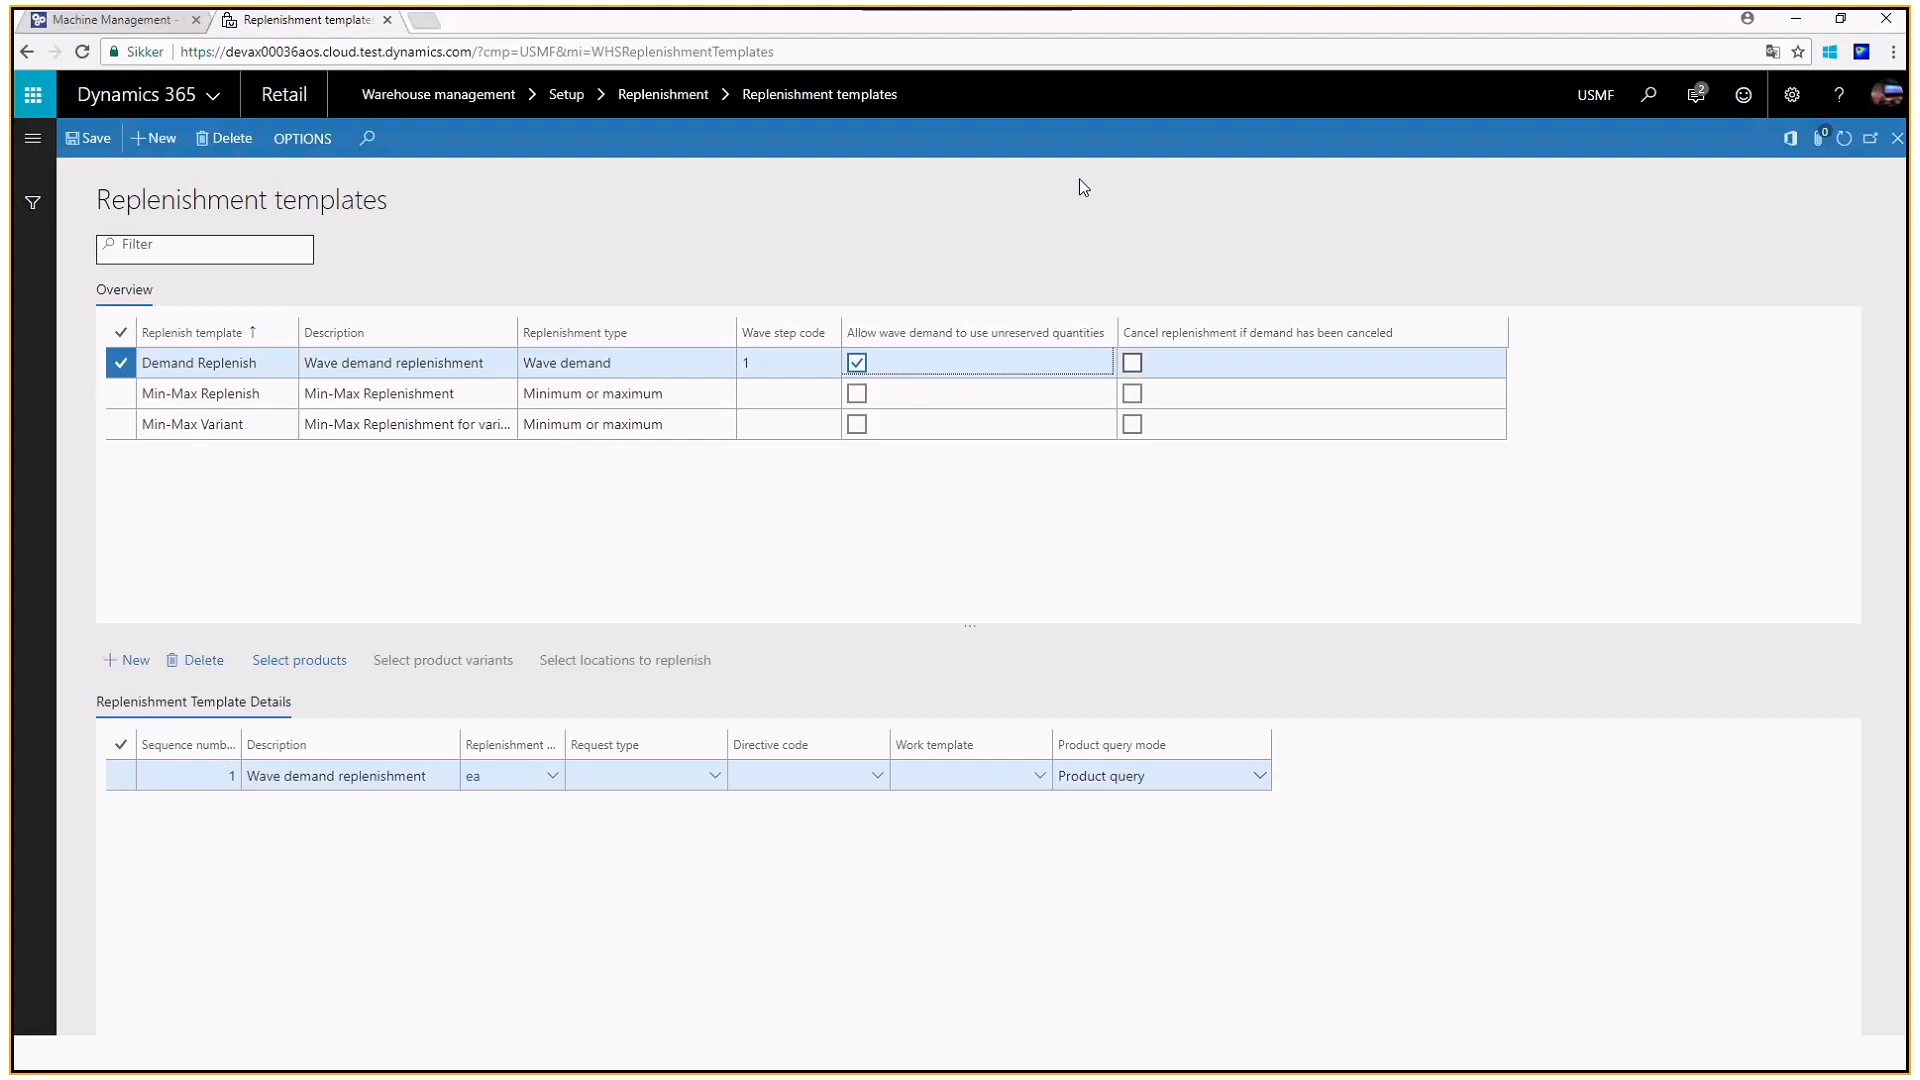 Machine Management -
Replenishment template
Sikker https://devax00036aos.cloud.test.dynamics.com/?cmp=USMF&mi=WHSReplenishmentTemplates
Dynamics 365 Retail Warehouse management > Setup > Replenishment > Replenishment templates USMF 2 ?
Save + New Delete OPTIONS 0
Replenishment templates
Filter
Overview
Replenish template ↑ Description Replenishment type Wave step code Allow wave demand to use unreserved quantities Cancel replenishment if demand has been canceled
Demand Replenish Wave demand replenishment Wave demand 1
Min-Max Replenish Min-Max Replenishment Minimum or maximum
Min-Max Variant Min-Max Replenishment for vari... Minimum or maximum
...
+ New Delete Select products Select product variants Select locations to replenish
Replenishment Template Details
Sequence numb... Description Replenishment ... Request type Directive code Work template Product query mode
1 Wave demand replenishment ea Product query